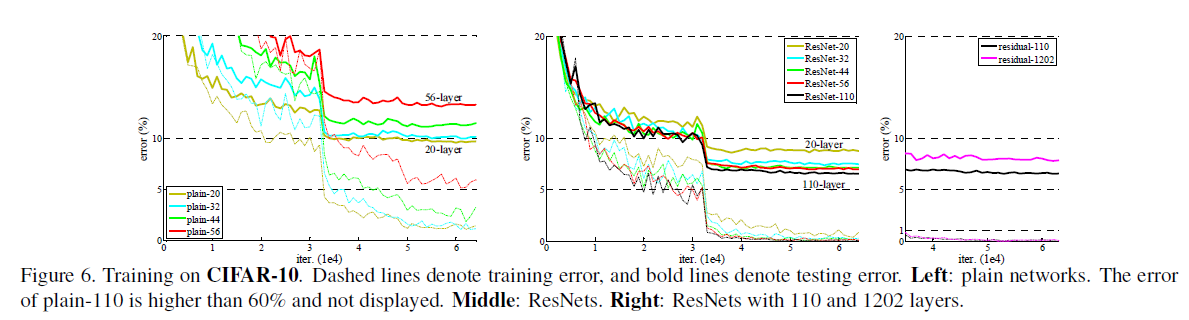 20
10
5
0
error (%)
0
1
2
3
4
5
6
iter. (1e4)
56-layer
20-layer
plain-20
plain-32
plain-44
plain-56
20
10
5
0
error (%)
0
1
2
3
4
5
6
iter. (1e4)
ResNet-20
ResNet-32
ResNet-44
ResNet-56
ResNet-110
20-layer
110-layer
20
10
5
1
0
error (%)
4
5
6
iter. (1e4)
residual-110
residual-1202
Figure 6. Training on CIFAR-10. Dashed lines denote training error, and bold lines denote testing error. Left: plain networks. The error
of plain-110 is higher than 60% and not displayed. Middle: ResNets. Right: ResNets with 110 and 1202 layers.